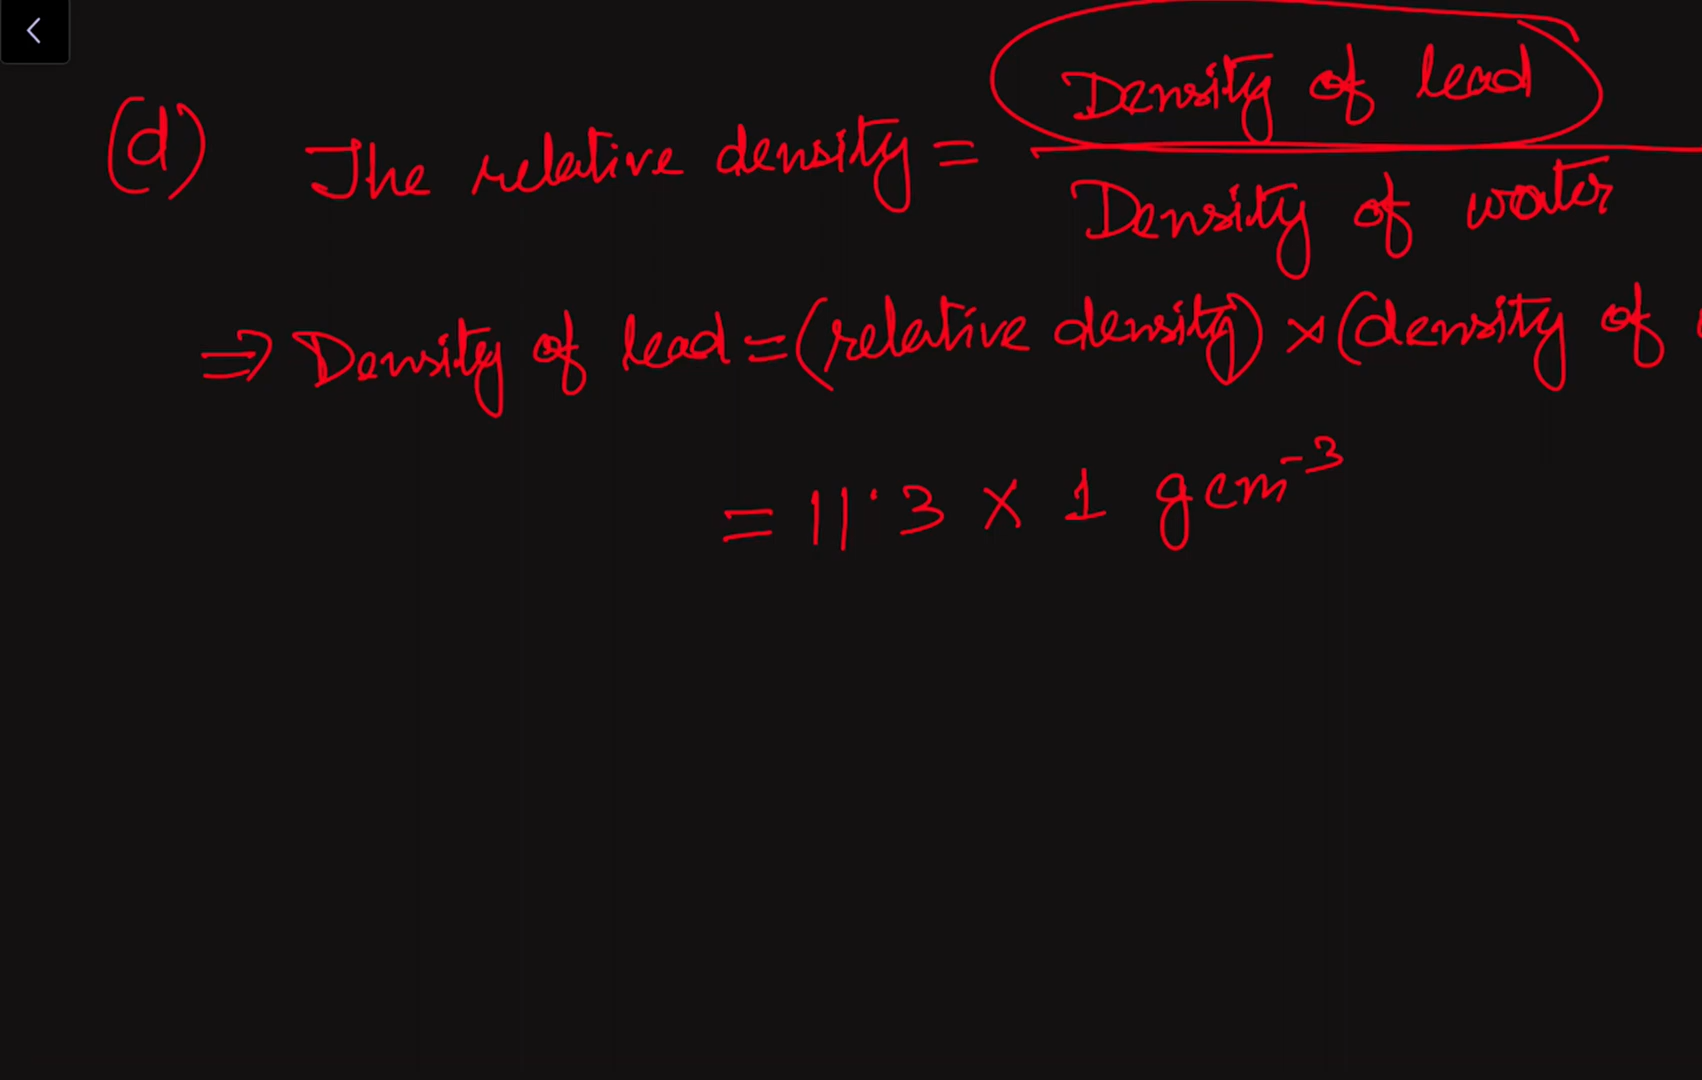 (d) The relative density = Density of lead / Density of water
⇒ Density of lead = (relative density) × (density of
= 11.3 × 1 g cm⁻³